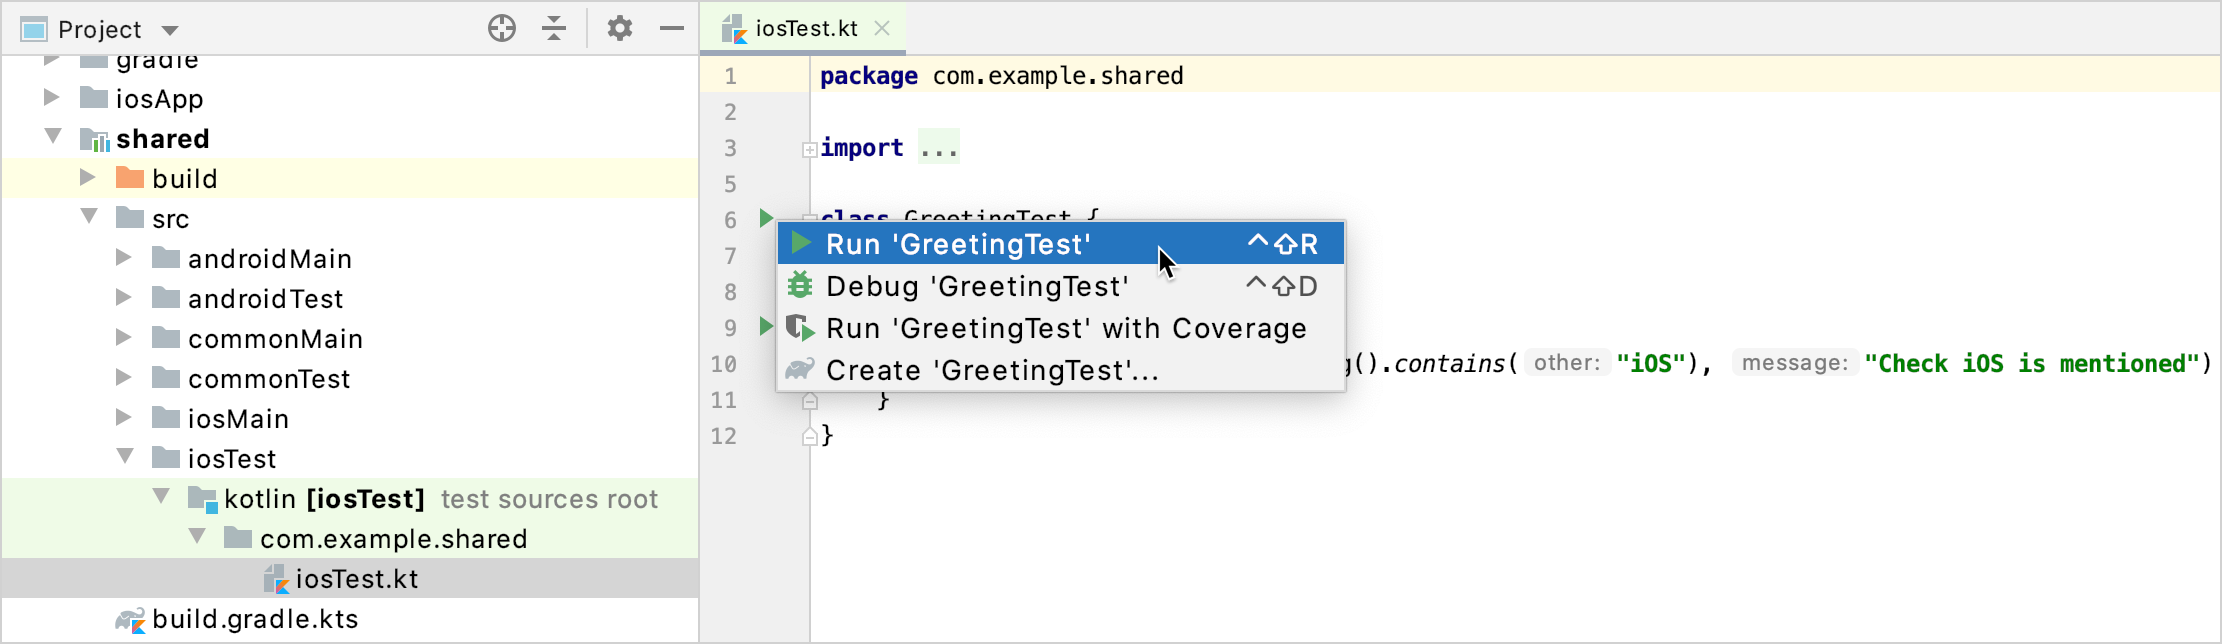 Project
gradle
iosApp
shared
build
src
androidMain
androidTest
commonMain
commonTest
iosMain
iosTest
kotlin [iosTest] test sources root
com.example.shared
iosTest.kt
build.gradle.kts
iosTest.kt
1 package com.example.shared
2
3 import ...
5
6 class GreetingTest {
7
8
9
10 g().contains( other: "iOS"), message: "Check iOS is mentioned")
11 }
12 }
Run 'GreetingTest' ^⇧R
Debug 'GreetingTest' ^⇧D
Run 'GreetingTest' with Coverage
Create 'GreetingTest'...